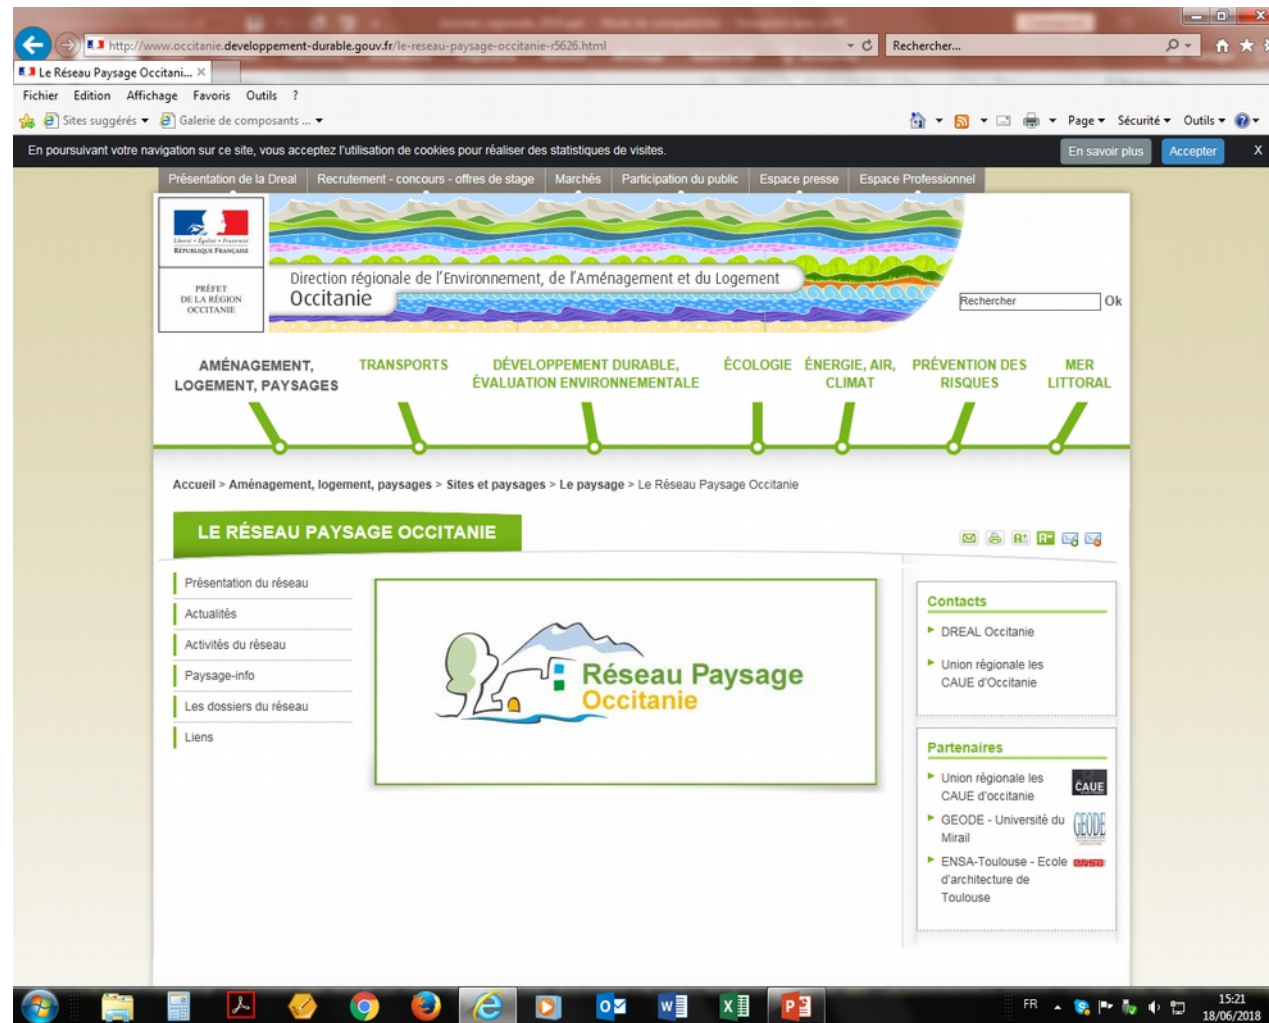 http://www.occitanie.developpement-durable.gouv.fr/le-reseau-paysage-occitanie-r5626.html
Rechercher...
Le Réseau Paysage Occitani...
Fichier Edition Affichage Favoris Outils ?
Sites suggérés
Galerie de composants ...
Page Sécurité Outils
En poursuivant votre navigation sur ce site, vous acceptez l'utilisation de cookies pour réaliser des statistiques de visites.
En savoir plus
Accepter
X
Présentation de la Dreal
Recrutement - concours - offres de stage
Marchés
Participation du public
Espace presse
Espace Professionnel
Liberté • Égalité • Fraternité
RÉPUBLIQUE FRANÇAISE
PRÉFET
DE LA RÉGION
OCCITANIE
Direction régionale de l'Environnement, de l'Aménagement et du Logement
Occitanie
Rechercher
Ok
AMÉNAGEMENT,
LOGEMENT, PAYSAGES
TRANSPORTS
DÉVELOPPEMENT DURABLE,
ÉVALUATION ENVIRONNEMENTALE
ÉCOLOGIE
ÉNERGIE, AIR,
CLIMAT
PRÉVENTION DES
RISQUES
MER
LITTORAL
Accueil > Aménagement, logement, paysages > Sites et paysages > Le paysage > Le Réseau Paysage Occitanie
LE RÉSEAU PAYSAGE OCCITANIE
Présentation du réseau
Actualités
Activités du réseau
Paysage-info
Les dossiers du réseau
Liens
Réseau Paysage
Occitanie
Contacts
DREAL Occitanie
Union régionale les
CAUE d'Occitanie
Partenaires
Union régionale les
CAUE d'occitanie
CAUE
GEODE - Université du
Mirail
GEODE
ENSA-Toulouse - Ecole
d'architecture de
Toulouse
ensa
FR
15:21
18/06/2018